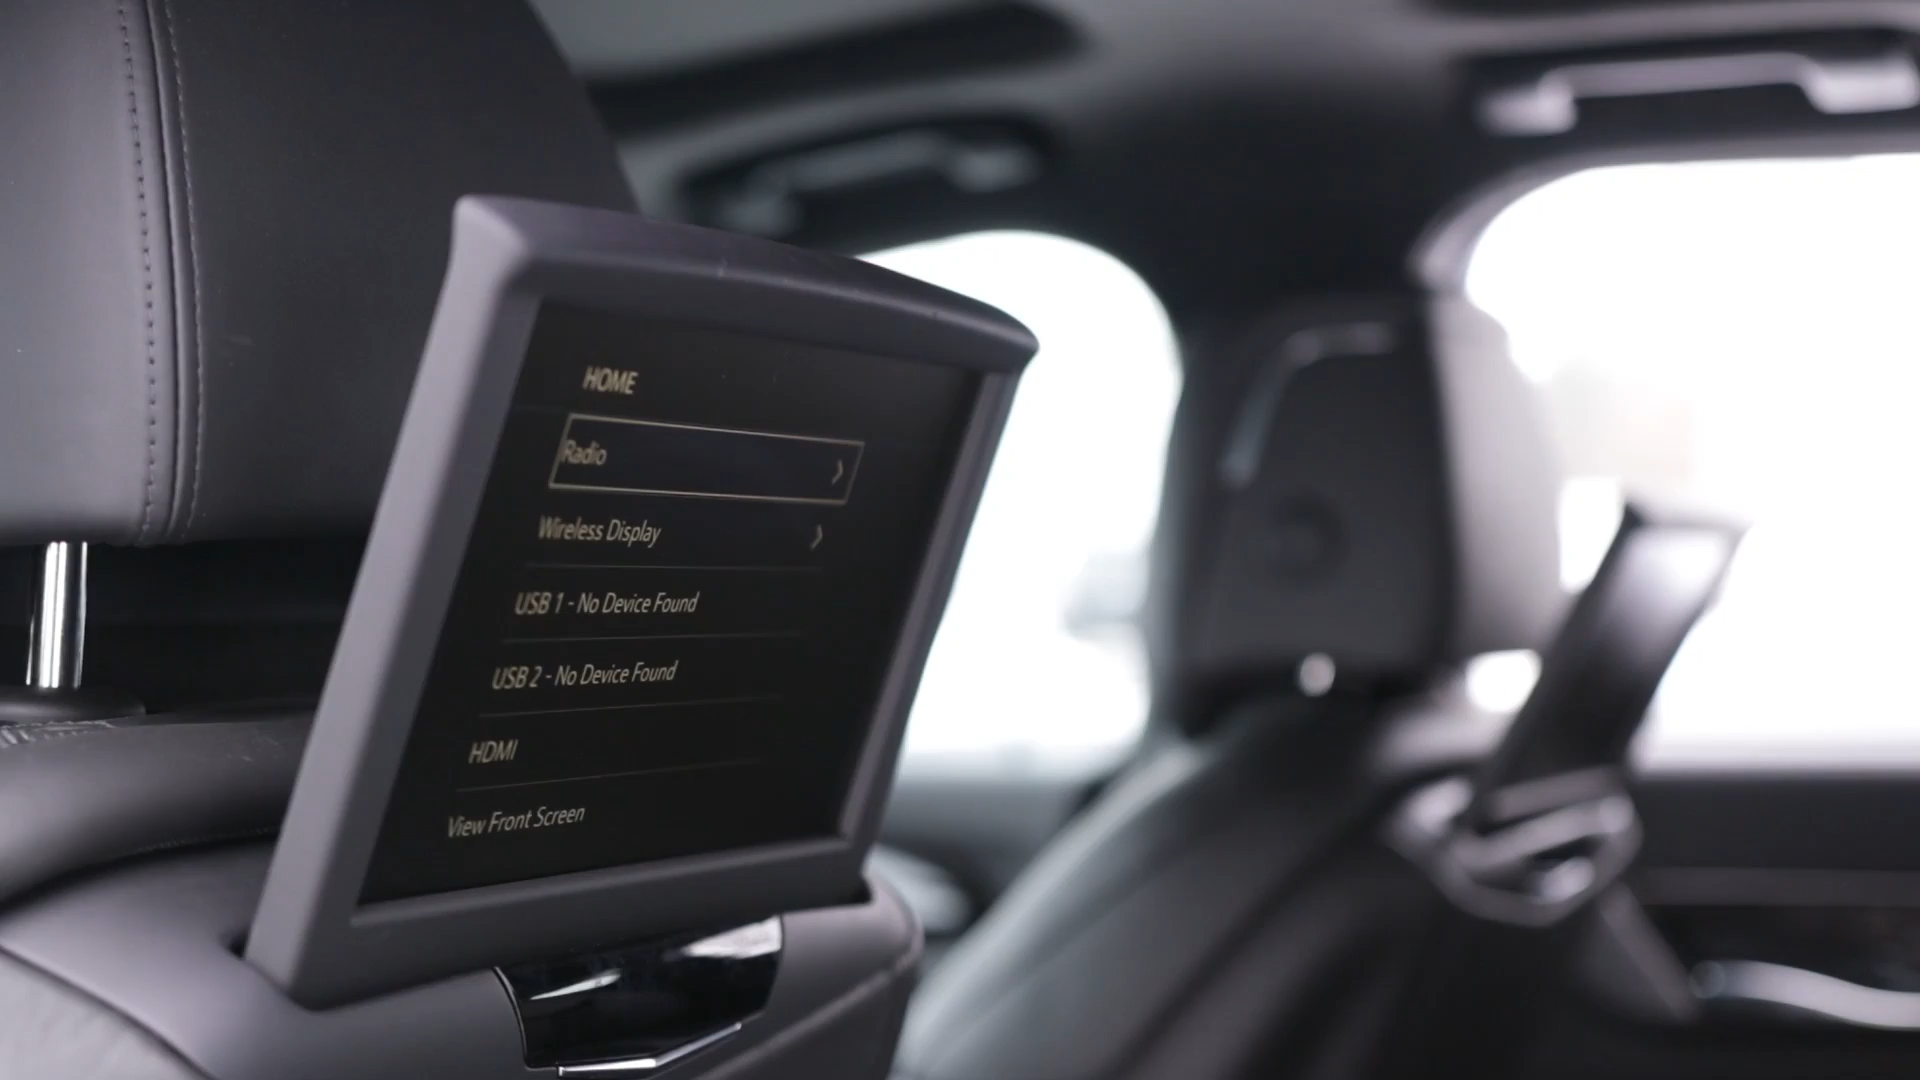 HOME
Radio
Wireless Display
USB 1 - No Device Found
USB 2 - No Device Found
HDMI
View Front Screen